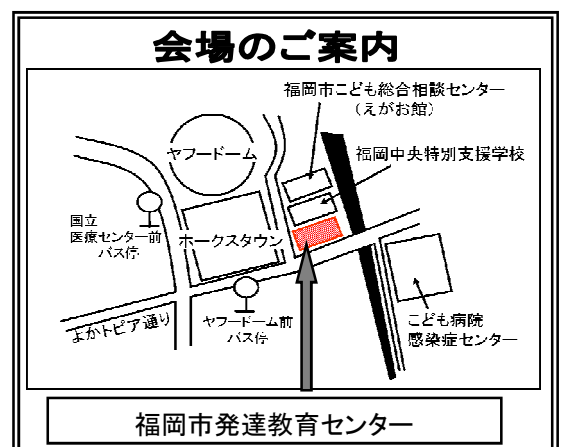 会場のご案内
福岡市こども総合相談センター
（えがお館）
ヤフードーム
福岡中央特別支援学校
国立
医療センター前
バス停
ホークスタウン
よかトピア通り
ヤフードーム前
バス停
こども病院
感染症センター
福岡市発達教育センター